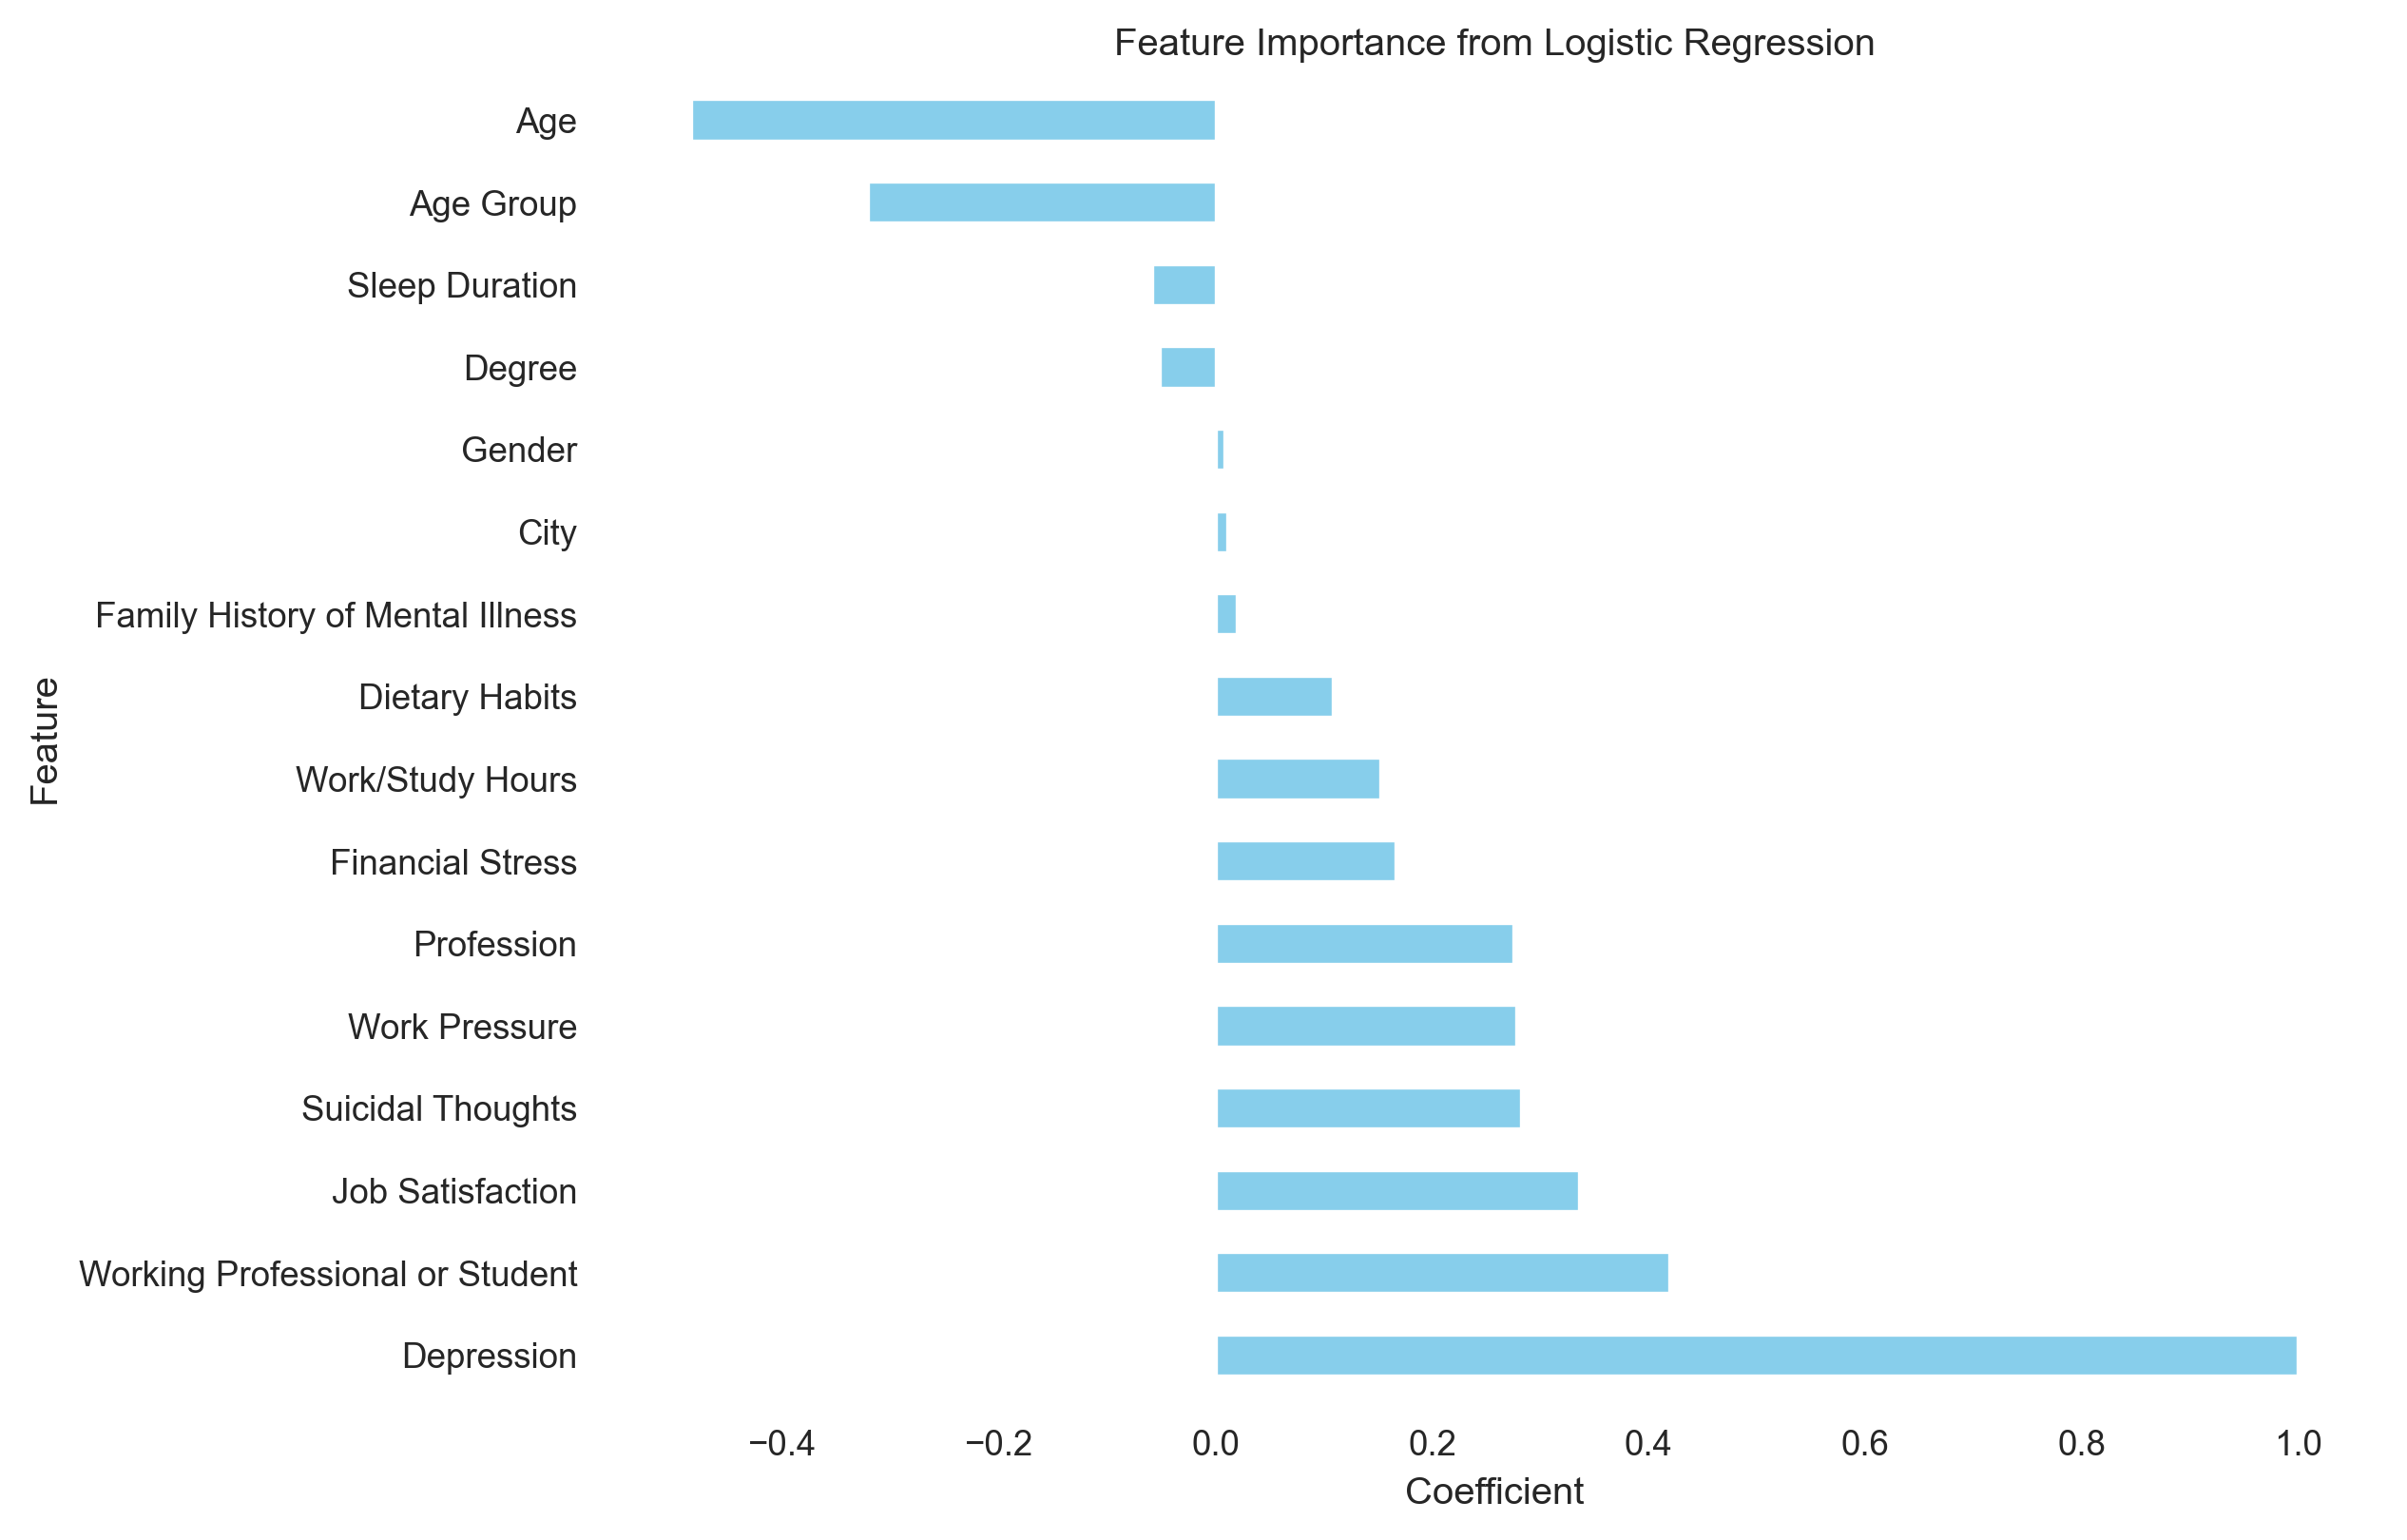 Feature Importance from Logistic Regression
Age
Age Group
Sleep Duration
Degree
Gender
City
Family History of Mental Illness
Dietary Habits
Work/Study Hours
Financial Stress
Profession
Work Pressure
Suicidal Thoughts
Job Satisfaction
Working Professional or Student
Depression
Feature
−0.4 −0.2 0.0 0.2 0.4 0.6 0.8 1.0
Coefficient